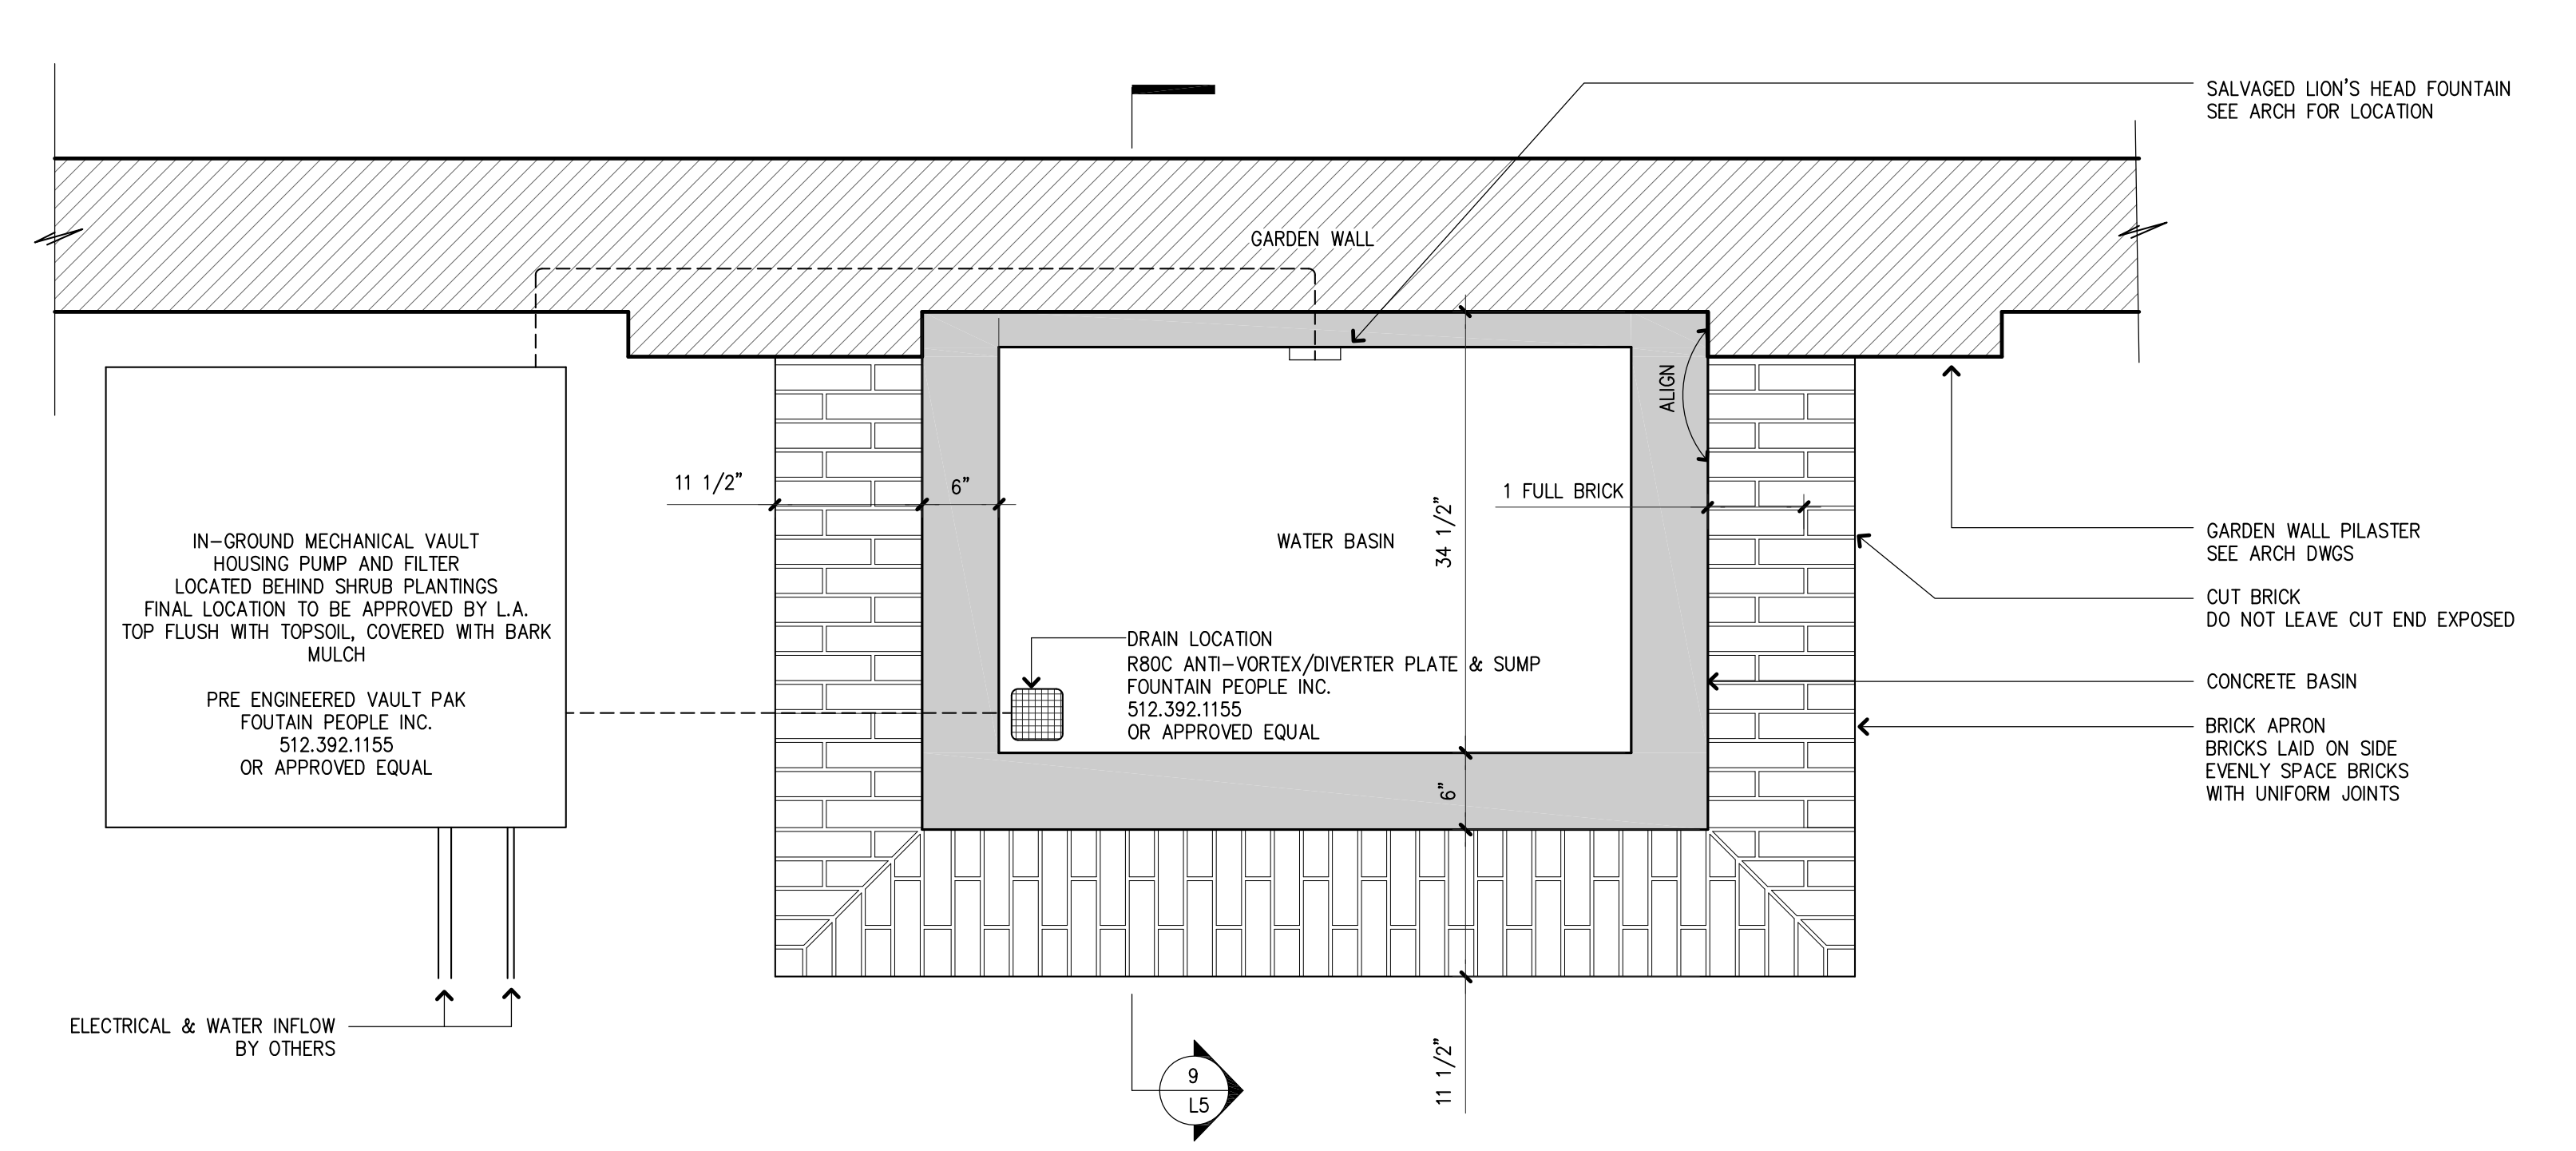 SALVAGED LION'S HEAD FOUNTAIN
SEE ARCH FOR LOCATION
GARDEN WALL
ALIGN
11 1/2"
6"
1 FULL BRICK
34 1/2"
WATER BASIN
GARDEN WALL PILASTER
SEE ARCH DWGS
CUT BRICK
DO NOT LEAVE CUT END EXPOSED
CONCRETE BASIN
BRICK APRON
BRICKS LAID ON SIDE
EVENLY SPACE BRICKS
WITH UNIFORM JOINTS
IN-GROUND MECHANICAL VAULT
HOUSING PUMP AND FILTER
LOCATED BEHIND SHRUB PLANTINGS
FINAL LOCATION TO BE APPROVED BY L.A.
TOP FLUSH WITH TOPSOIL, COVERED WITH BARK
MULCH
PRE ENGINEERED VAULT PAK
FOUTAIN PEOPLE INC.
512.392.1155
OR APPROVED EQUAL
DRAIN LOCATION
R80C ANTI-VORTEX/DIVERTER PLATE & SUMP
FOUNTAIN PEOPLE INC.
512.392.1155
OR APPROVED EQUAL
6"
ELECTRICAL & WATER INFLOW
BY OTHERS
11 1/2"
9
L5